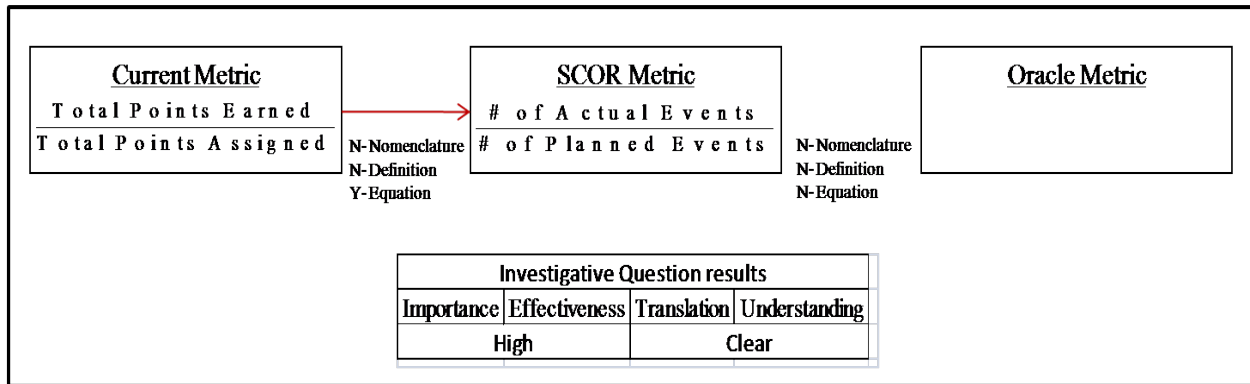 Current Metric
Total Points Earned
Total Points Assigned
N-Nomenclature
N-Definition
Y-Equation
SCOR Metric
# of Actual Events
# of Planned Events
N-Nomenclature
N-Definition
N-Equation
Oracle Metric
Investigative Question results
Importance Effectiveness Translation Understanding
High Clear